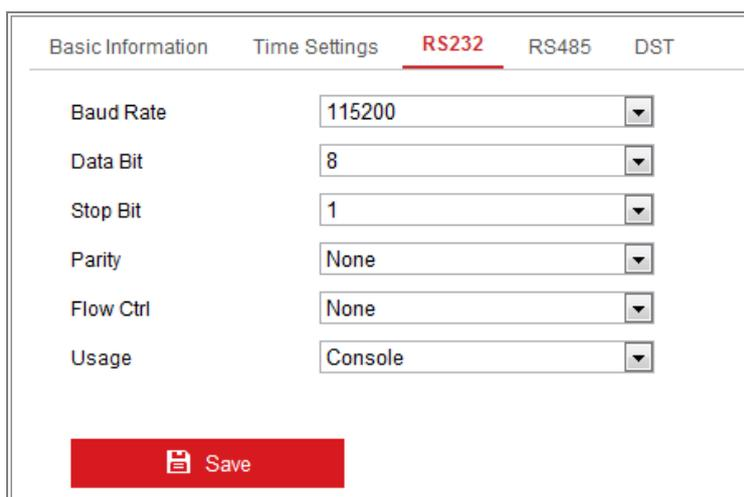 Basic Information Time Settings RS232 RS485 DST
Baud Rate 115200
Data Bit 8
Stop Bit 1
Parity None
Flow Ctrl None
Usage Console
Save